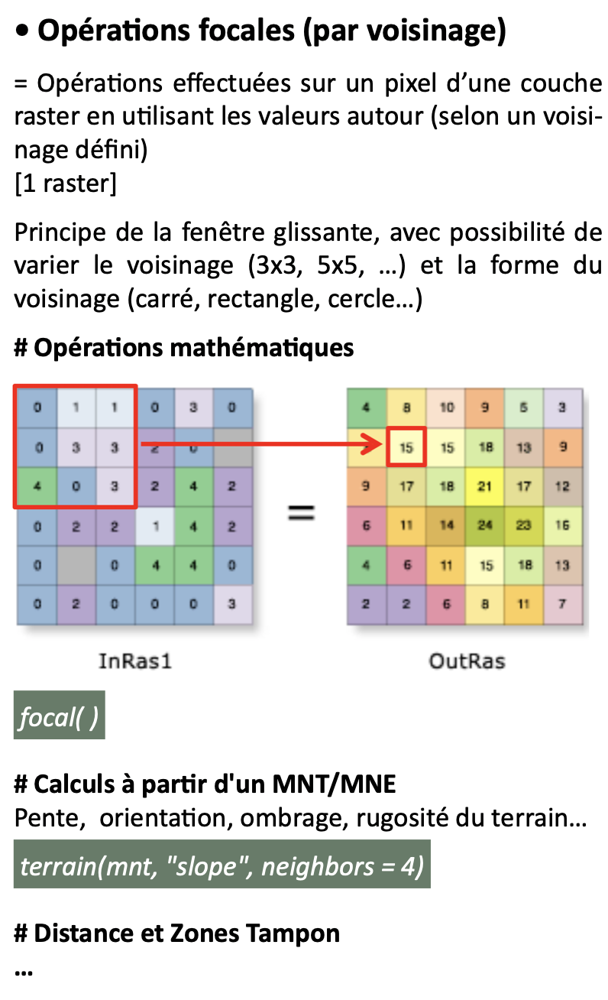 • Opérations focales (par voisinage)
= Opérations effectuées sur un pixel d’une couche
raster en utilisant les valeurs autour (selon un voisi-
nage défini)
[1 raster]
Principe de la fenêtre glissante, avec possibilité de
varier le voisinage (3x3, 5x5, ...) et la forme du
voisinage (carré, rectangle, cercle...)
# Opérations mathématiques
0 1 1 0 3 0
0 3 3 2 0
4 0 3 2 4 2
0 2 2 1 4 2
0 0 4 4 0
0 2 0 0 0 3
InRas1
=
4 8 10 9 5 3
15 15 18 13 9
9 17 18 21 17 12
6 11 14 24 23 16
4 6 11 15 18 13
2 2 6 8 11 7
OutRas
focal( )
# Calculs à partir d'un MNT/MNE
Pente, orientation, ombrage, rugosité du terrain...
terrain(mnt, "slope", neighbors = 4)
# Distance et Zones Tampon
...